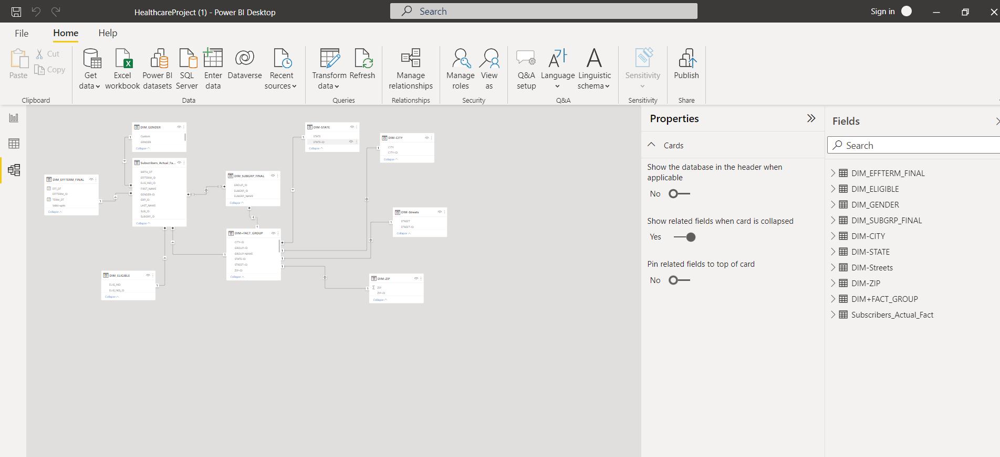 HealthcareProject (1) - Power BI Desktop
Search
Sign in
File
Home
Help
Paste
Cut
Copy
Clipboard
Get data
Excel workbook
Power BI datasets
SQL Server
Enter data
Dataverse
Recent sources
Data
Transform data
Refresh
Queries
Manage relationships
Relationships
Manage roles
View as
Security
Q&A setup
Language
Linguistic schema
Q&A
Sensitivity
Sensitivity
Publish
Share
DIM_GENDER
Custom
GENDER
Collapse
Subscribers_Actual_Fa...
BIRTH_DT
EFFTERM_ID
ELIG_IND_ID
FIRST_NAME
GENDER-ID
GRP_ID
LAST_NAME
SUB_ID
SUBGRP_ID
Collapse
DIM_EFFTERM_FINAL
EFF_DT
EFFTERM_ID
TERM_DT
Valid-upto
Collapse
DIM_ELIGIBLE
ELIG_IND
ELIG_IND_ID
Collapse
DIM_SUBGRP_FINAL
GROUP_ID
SUBGRP_ID
SUBGRP_NAME
Collapse
DIM+FACT_GROUP
CITY-ID
GROUP-ID
GROUP-NAME
STATE-ID
STREET-ID
ZIP-ID
Collapse
DIM-STATE
STATE
STATE-ID
Collapse
DIM-CITY
CITY
CITY-ID
Collapse
DIM-Streets
STREET
STREET-ID
Collapse
DIM-ZIP
ZIP
ZIP-ID
Collapse
Properties
Cards
Show the database in the header when
applicable
No
Show related fields when card is collapsed
Yes
Pin related fields to top of card
No
Fields
Search
DIM_EFFTERM_FINAL
DIM_ELIGIBLE
DIM_GENDER
DIM_SUBGRP_FINAL
DIM-CITY
DIM-STATE
DIM-Streets
DIM-ZIP
DIM+FACT_GROUP
Subscribers_Actual_Fact